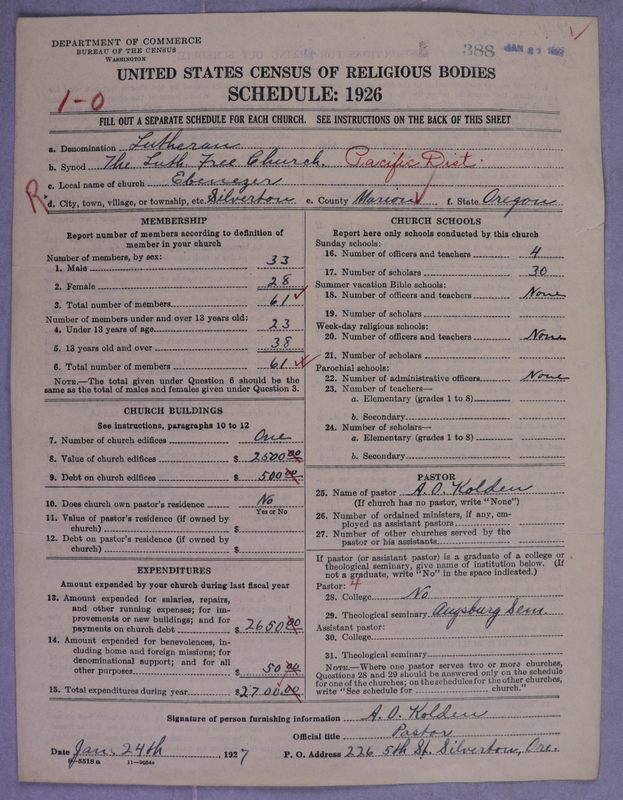 DEPARTMENT OF COMMERCE
BUREAU OF THE CENSUS
WASHINGTON
388
UNITED STATES CENSUS OF RELIGIOUS BODIES
SCHEDULE: 1926
1-0
FILL OUT A SEPARATE SCHEDULE FOR EACH CHURCH. SEE INSTRUCTIONS ON THE BACK OF THIS SHEET
a. Denomination Lutheran
b. Synod The Luth. Free Church. Pacific Dist.
c. Local name of church Ebenezer
R
d. City, town, village, or township, etc. Silverton e. County Marion f. State Oregon
MEMBERSHIP
Report number of members according to definition of
member in your church
Number of members, by sex:
1. Male 33
2. Female 28
3. Total number of members 61
Number of members under and over 13 years old:
4. Under 13 years of age 23
5. 13 years old and over 38
6. Total number of members 61
NOTE.—The total given under Question 6 should be
same as the total of males and females given under Question 3.
CHURCH BUILDINGS
See instructions, paragraphs 10 to 12
7. Number of church edifices One
8. Value of church edifices $ 2500 00
9. Debt on church edifices $ 500 00
10. Does church own pastor's residence No
Yes or No
11. Value of pastor's residence (if owned by
church) $
12. Debt on pastor's residence (if owned by
church) $
EXPENDITURES
Amount expended by your church during last fiscal year
13. Amount expended for salaries, repairs,
and other running expenses; for im-
provements or new buildings; and for
payments on church debt $ 2650 00
14. Amount expended for benevolences, in-
cluding home and foreign missions; for
denominational support; and for all
other purposes 50 00
15. Total expenditures during year $ 2700 00
CHURCH SCHOOLS
Report here only schools conducted by this church
Sunday schools:
16. Number of officers and teachers 4
17. Number of scholars 30
Summer vacation Bible schools:
18. Number of officers and teachers None
19. Number of scholars
Week-day religious schools:
20. Number of officers and teachers None
21. Number of scholars
Parochial schools:
22. Number of administrative officers None
23. Number of teachers—
a. Elementary (grades 1 to 8)
b. Secondary
24. Number of scholars—
a. Elementary (grades 1 to 8)
b. Secondary
PASTOR
25. Name of pastor A. O. Kolden
(If church has no pastor, write "None")
26. Number of ordained ministers, if any, em-
ployed as assistant pastors
27. Number of other churches served by the
pastor or his assistants
If pastor (or assistant pastor) is a graduate of a college or
theological seminary, give name of institution below. (If
not a graduate, write "No" in the space indicated.)
Pastor: 4
28. College No
29. Theological seminary Augsburg Sem.
Assistant pastor:
30. College
31. Theological seminary
NOTE.—Where one pastor serves two or more churches,
Questions 28 and 29 should be answered only on the schedule
for one of the churches; on the schedules for the other churches,
write "See schedule for church."
Signature of person furnishing information A. O. Kolden
Official title Pastor
Date Jan. 24th, 1927 P. O. Address 226 5th St. Silverton, Ore.